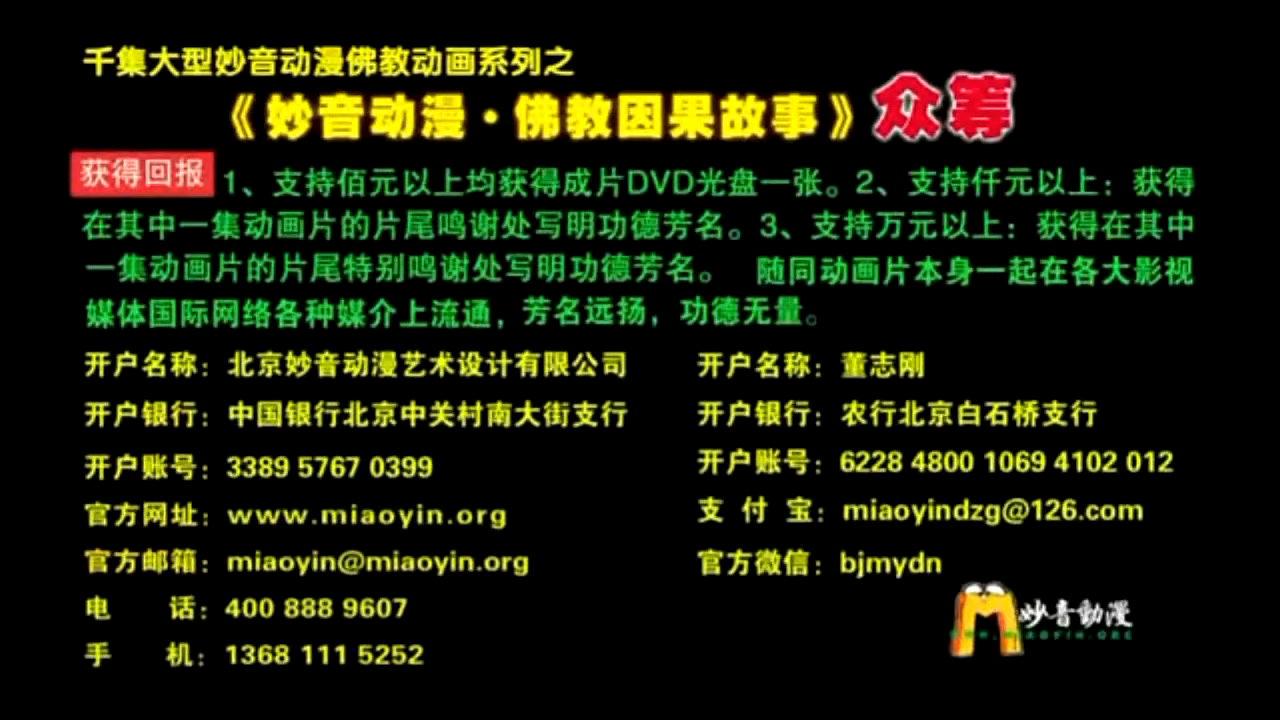 千集大型妙音动漫佛教动画系列之
《妙音动漫·佛教因果故事》众筹
获得回报 1、支持佰元以上均获得成片DVD光盘一张。2、支持仟元以上：获得
在其中一集动画片的片尾鸣谢处写明功德芳名。3、支持万元以上：获得在其中
一集动画片的片尾特别鸣谢处写明功德芳名。 随同动画片本身一起在各大影视
媒体国际网络各种媒介上流通，芳名远扬，功德无量。
开户名称：北京妙音动漫艺术设计有限公司
开户银行：中国银行北京中关村南大街支行
开户账号：3389 5767 0399
官方网址：www.miaoyin.org
官方邮箱：miaoyin@miaoyin.org
电 话：400 888 9607
手 机：1368 111 5252
开户名称：董志刚
开户银行：农行北京白石桥支行
开户账号：6228 4800 1069 4102 012
支 付 宝：miaoyindzg@126.com
官方微信：bjmydn
妙音動漫
WWW.MIAOYIN.ORG